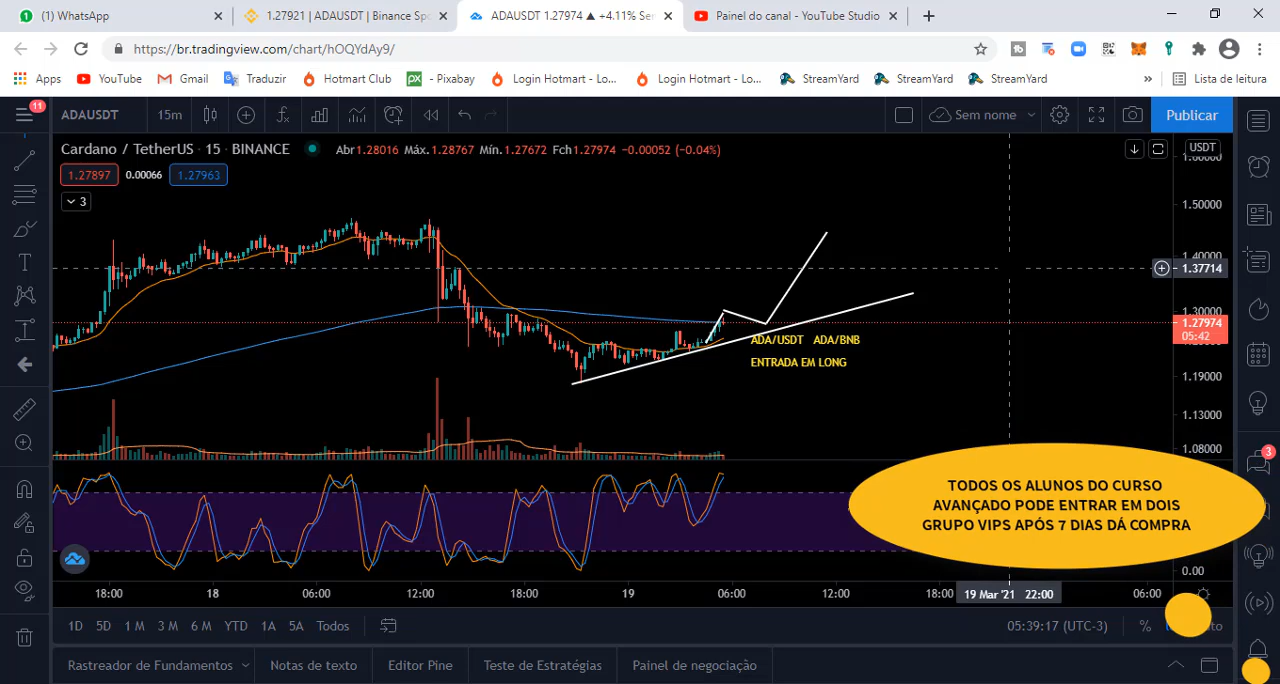 (1) WhatsApp
1.27921 | ADAUSDT | Binance Spo
ADAUSDT 1.27974 ▲ +4.11% Se
Painel do canal - YouTube Studio
https://br.tradingview.com/chart/hOQYdAy9/
Apps YouTube Gmail Traduzir Hotmart Club - Pixabay Login Hotmart - Lo... Login Hotmart - Lo... StreamYard StreamYard StreamYard » Lista de leitura
11
ADAUSDT 15m Sem nome Publicar
Cardano / TetherUS · 15 · BINANCE Abr1.28016 Máx.1.28767 Mín.1.27672 Fch1.27974 −0.00052 (−0.04%)
USDT
1.27897 0.00066 1.27963
3
1.50000
1.40000
1.37714
1.30000
1.27974
05:42
ADA/USDT ADA/BNB
ENTRADA EM LONG
1.19000
1.13000
1.08000
3
TODOS OS ALUNOS DO CURSO
AVANÇADO PODE ENTRAR EM DOIS
GRUPO VIPS APÓS 7 DIAS DÁ COMPRA
0.00
18:00 18 06:00 12:00 18:00 19 06:00 12:00 18:00 19 Mar '21 22:00 06:00
1D 5D 1 M 3 M 6 M YTD 1A 5A Todos 05:39:17 (UTC-3) %
Rastreador de Fundamentos Notas de texto Editor Pine Teste de Estratégias Painel de negociação